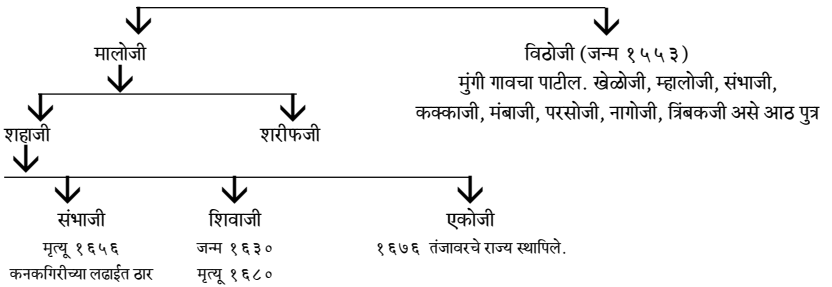 मालोजी
विठोजी (जन्म १५५३)
मुंगी गावचा पाटील. खेळोजी, म्हालोजी, संभाजी,
कक्काजी, मंबाजी, परसोजी, नागोजी, त्रिंबकजी असे आठ पुत्र
शहाजी
शरीफजी
संभाजी
मृत्यू १६५६
कनकगिरीच्या लढाईत ठार
शिवाजी
जन्म १६३०
मृत्यू १६८०
एकोजी
१६७६ तंजावरचे राज्य स्थापिले.